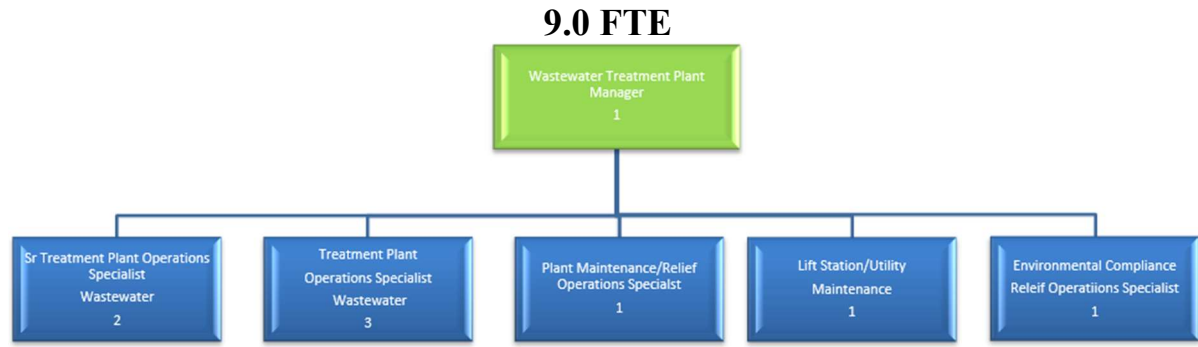 9.0 FTE
Wastewater Treatment Plant
Manager
1
Sr Treatment Plant Operations
Specialist
Wastewater
2
Treatment Plant
Operations Specialist
Wastewater
3
Plant Maintenance/Relief
Operations Specialst
1
Lift Station/Utility
Maintenance
1
Environmental Compliance
Releif Operatiions Specialist
1